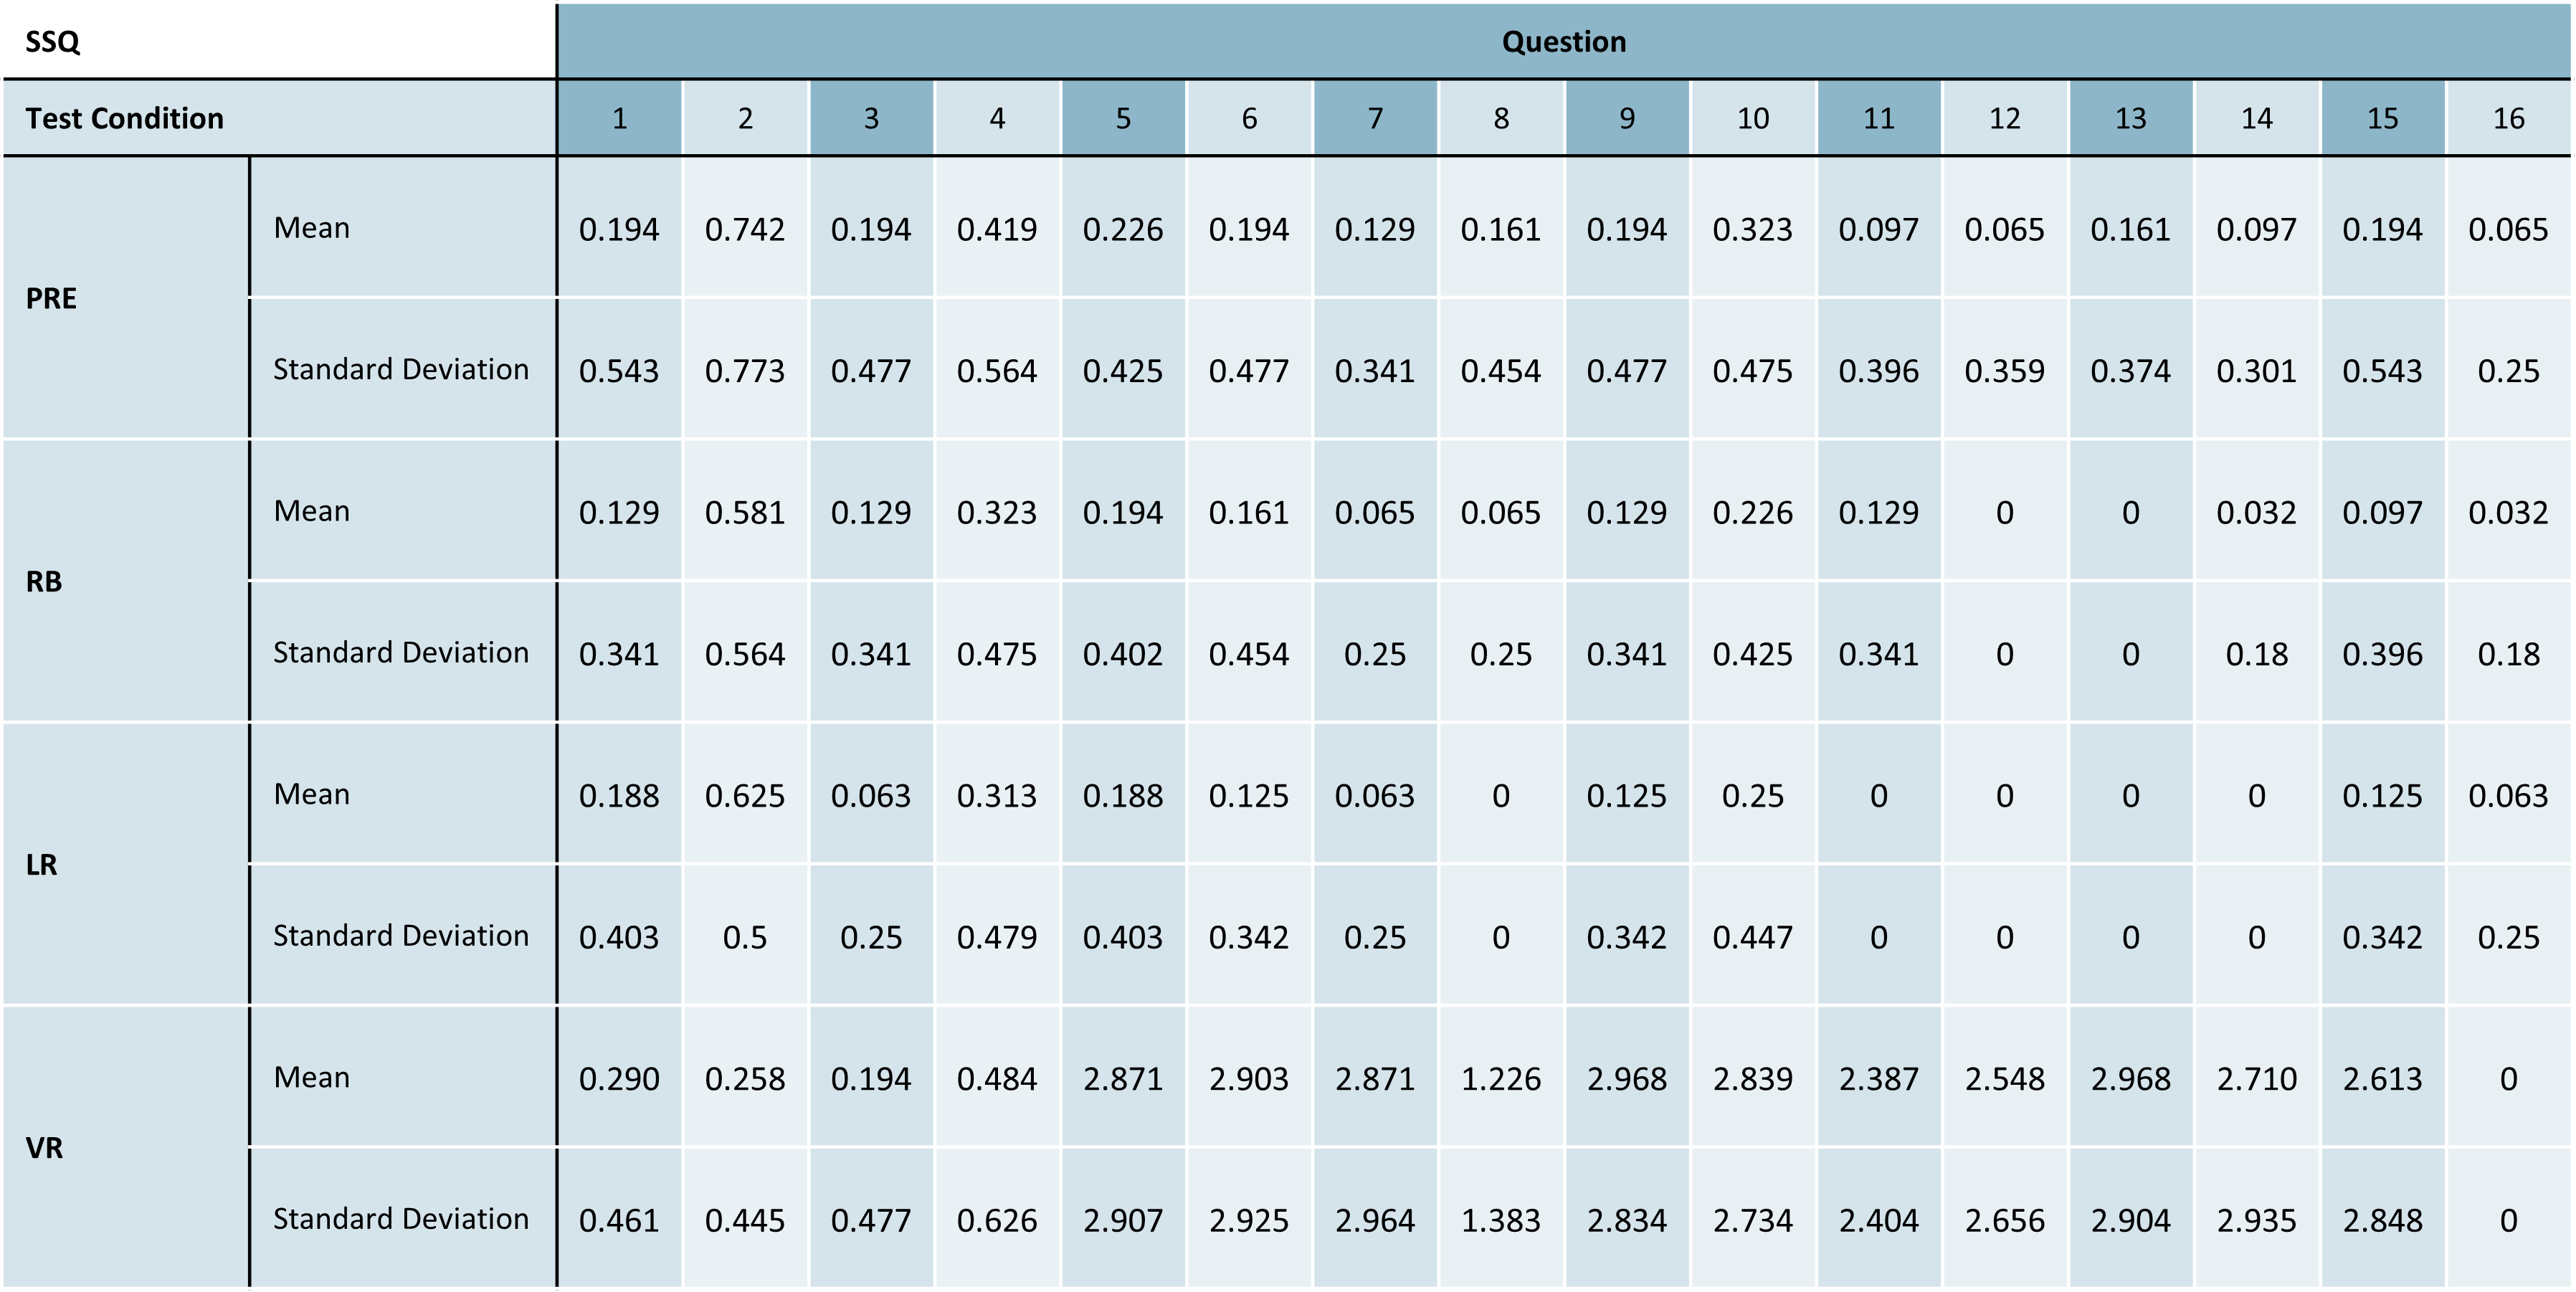 SSQ Question
Test Condition 1 2 3 4 5 6 7 8 9 10 11 12 13 14 15 16
PRE
Mean 0.194 0.742 0.194 0.419 0.226 0.194 0.129 0.161 0.194 0.323 0.097 0.065 0.161 0.097 0.194 0.065
Standard Deviation 0.543 0.773 0.477 0.564 0.425 0.477 0.341 0.454 0.477 0.475 0.396 0.359 0.374 0.301 0.543 0.25
RB
Mean 0.129 0.581 0.129 0.323 0.194 0.161 0.065 0.065 0.129 0.226 0.129 0 0 0.032 0.097 0.032
Standard Deviation 0.341 0.564 0.341 0.475 0.402 0.454 0.25 0.25 0.341 0.425 0.341 0 0 0.18 0.396 0.18
LR
Mean 0.188 0.625 0.063 0.313 0.188 0.125 0.063 0 0.125 0.25 0 0 0 0 0.125 0.063
Standard Deviation 0.403 0.5 0.25 0.479 0.403 0.342 0.25 0 0.342 0.447 0 0 0 0 0.342 0.25
VR
Mean 0.290 0.258 0.194 0.484 2.871 2.903 2.871 1.226 2.968 2.839 2.387 2.548 2.968 2.710 2.613 0
Standard Deviation 0.461 0.445 0.477 0.626 2.907 2.925 2.964 1.383 2.834 2.734 2.404 2.656 2.904 2.935 2.848 0